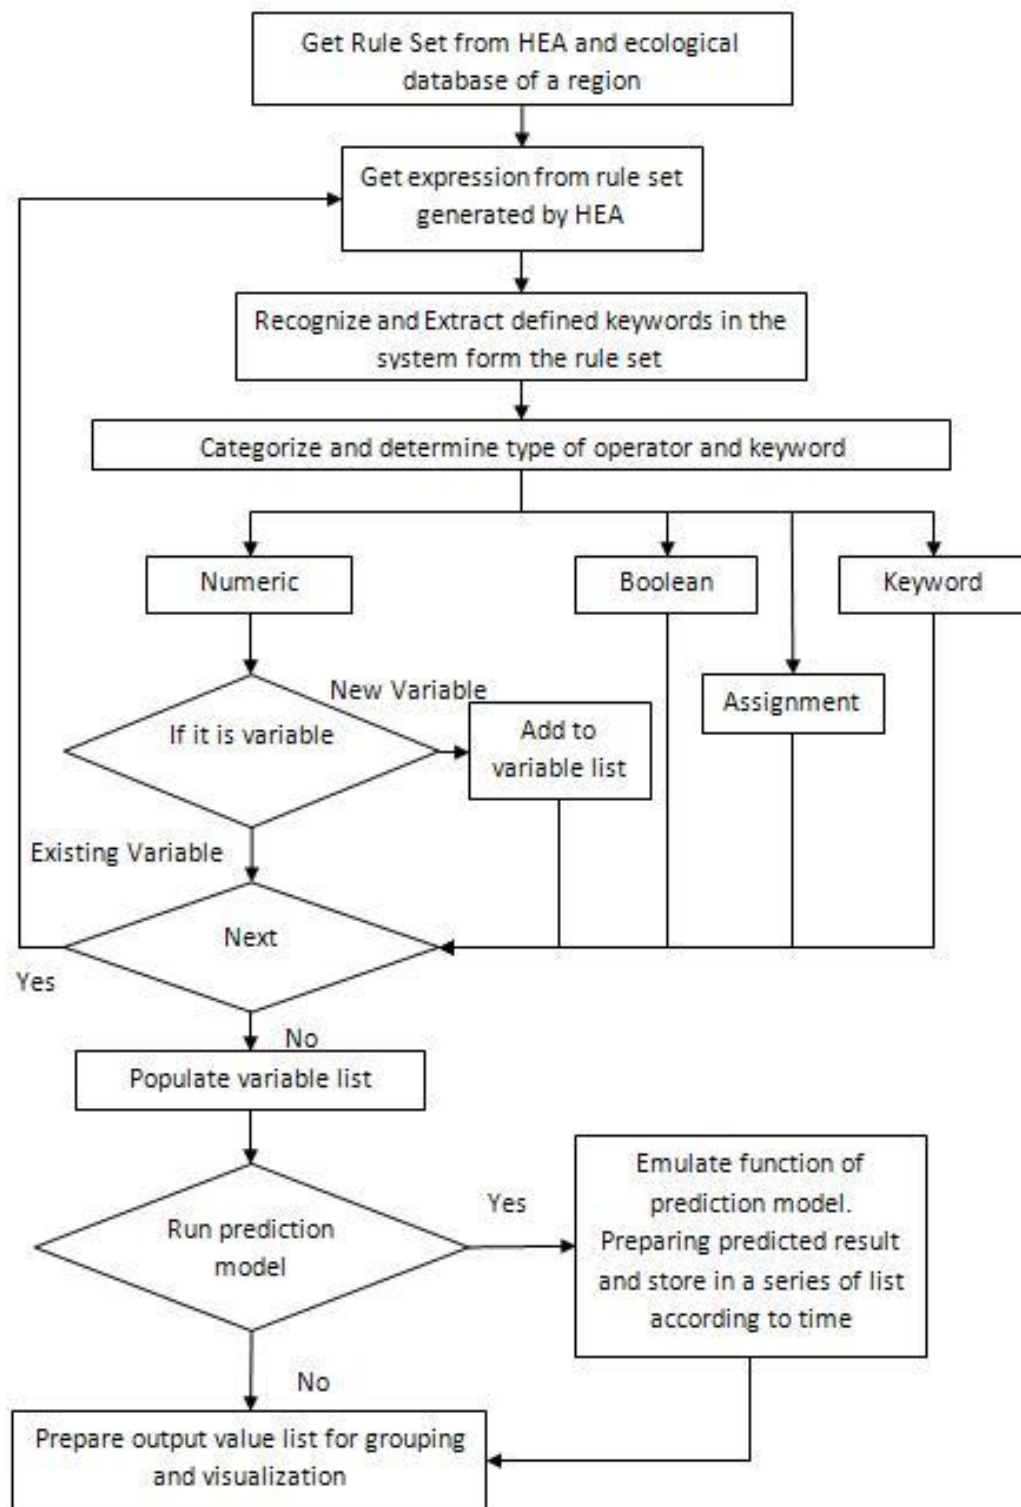 Get Rule Set from HEA and ecological
database of a region
Get expression from rule set
generated by HEA
Recognize and Extract defined keywords in the
system form the rule set
Categorize and determine type of operator and keyword
Numeric
Boolean
Keyword
New Variable
Assignment
If it is variable
Add to
variable list
Existing Variable
Next
Yes
No
Populate variable list
Run prediction
model
Yes
Emulate function of
prediction model.
Preparing predicted result
and store in a series of list
according to time
No
Prepare output value list for grouping
and visualization